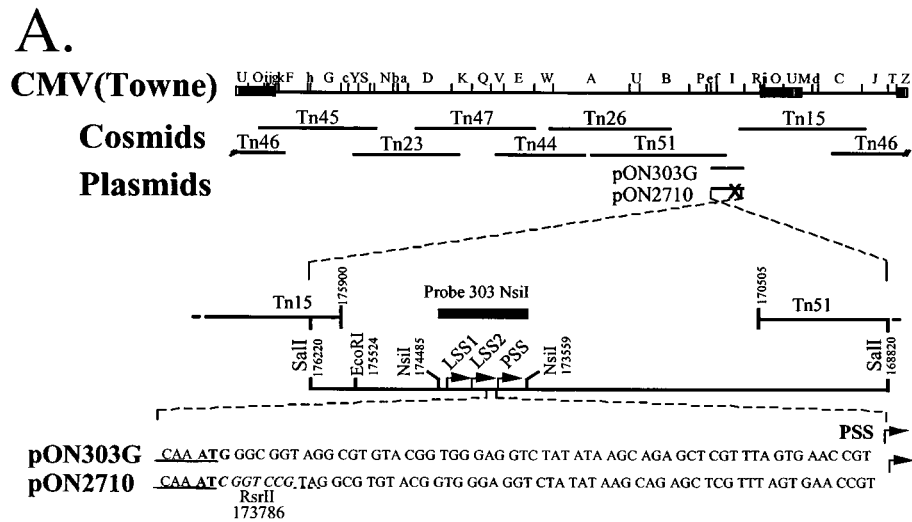 A.
CMV(Towne)
U O i j g k F h G c Y S N b a D K Q V E W A U B P e f I R j O U M d C J T Z
Cosmids
Tn45 Tn47 Tn26 Tn15
Tn46 Tn23 Tn44 Tn51 Tn46
Plasmids
pON303G
pON2710
X
Tn15 175900 Probe 303 NsiI 170505 Tn51
SalI 176220 EcoRI 175524 NsiI 174485 LSS1 LSS2 PSS NsiI 173559 SalI 168820
PSS
pON303G CAA ATG GGC GGT AGG CGT GTA CGG TGG GAG GTC TAT ATA AGC AGA GCT CGT TTA GTG AAC CGT
pON2710 CAA ATC GGT CCG TAG GCG TGT ACG GTG GGA GGT CTA TAT AAG CAG AGC TCG TTT AGT GAA CCGT
RsrII
173786